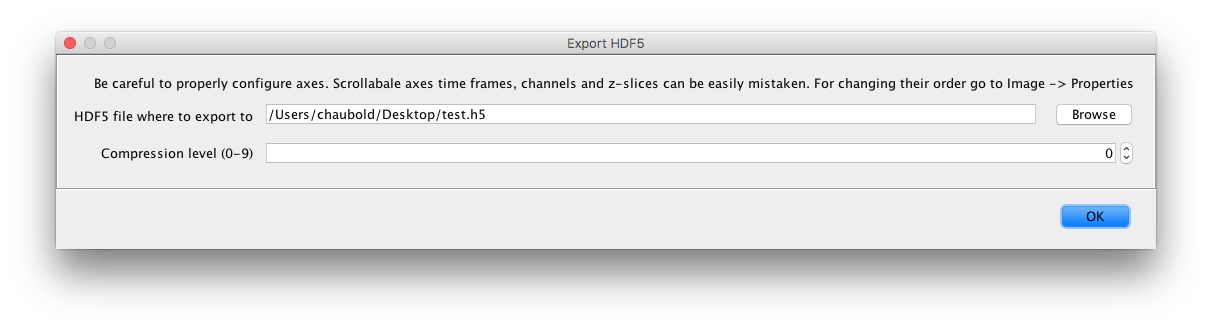 Export HDF5
Be careful to properly configure axes. Scrollabale axes time frames, channels and z-slices can be easily mistaken. For changing their order go to Image -> Properties
HDF5 file where to export to /Users/chaubold/Desktop/test.h5 Browse
Compression level (0-9) 0
OK